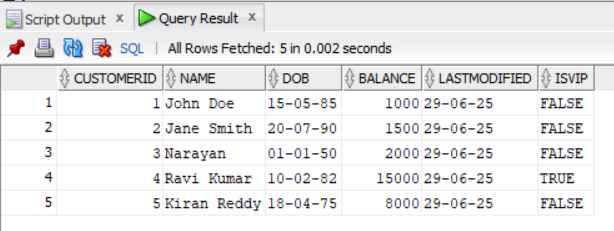 Script Output x Query Result x
SQL | All Rows Fetched: 5 in 0.002 seconds
CUSTOMERID NAME DOB BALANCE LASTMODIFIED ISVIP
1 1 John Doe 15-05-85 1000 29-06-25 FALSE
2 2 Jane Smith 20-07-90 1500 29-06-25 FALSE
3 3 Narayan 01-01-50 2000 29-06-25 FALSE
4 4 Ravi Kumar 10-02-82 15000 29-06-25 TRUE
5 5 Kiran Reddy 18-04-75 8000 29-06-25 FALSE